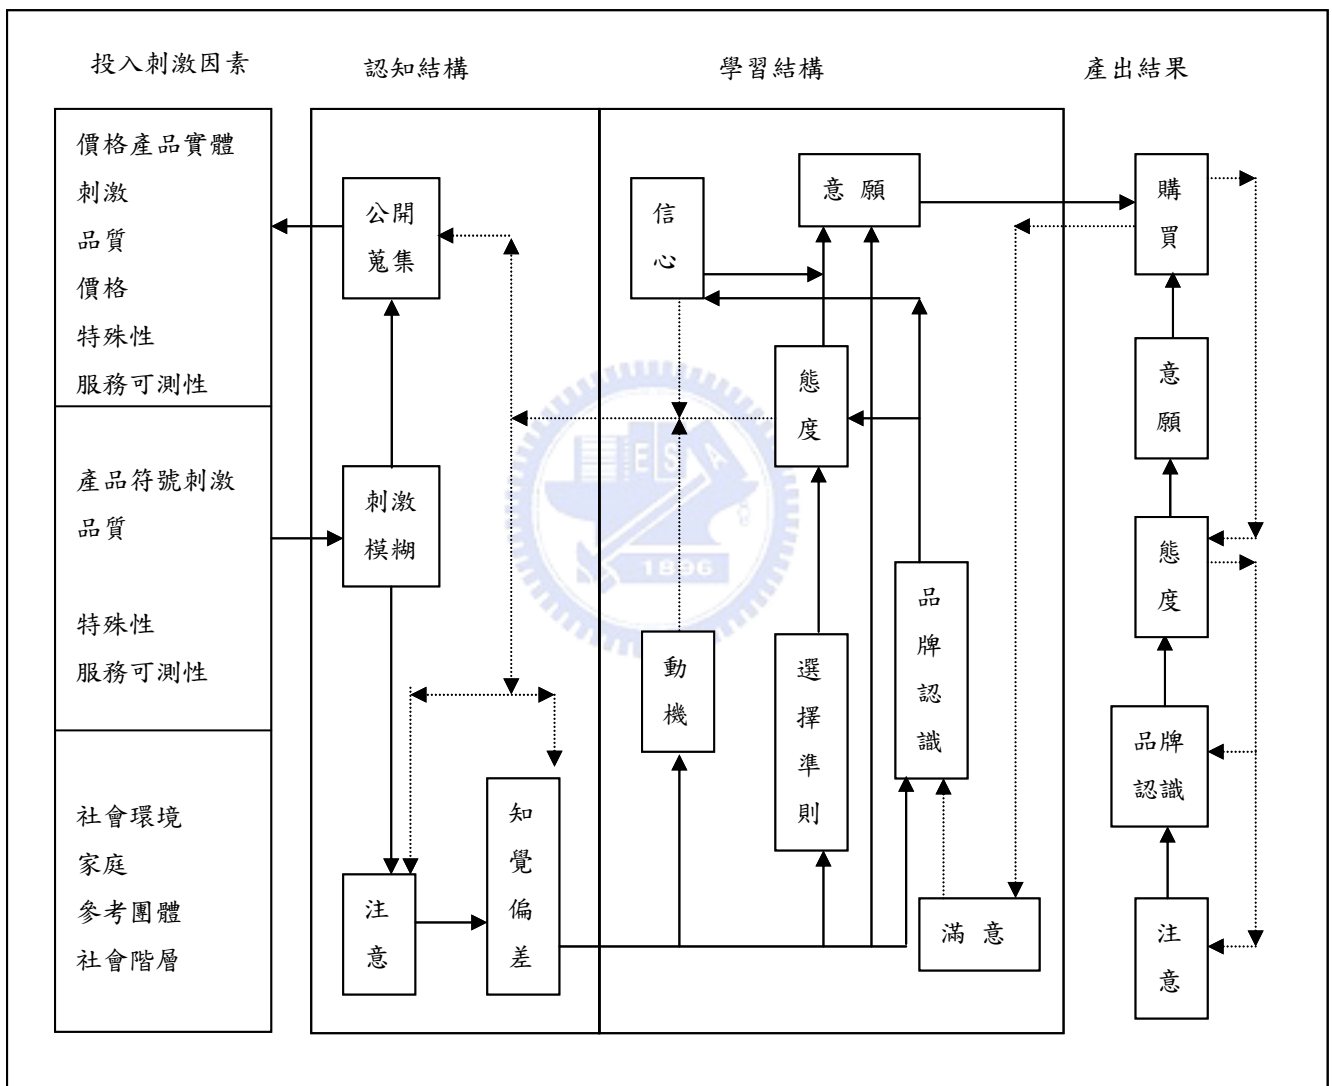 投入刺激因素
認知結構
學習結構
產出結果
價格產品實體
刺激
品質
價格
特殊性
服務可測性
產品符號刺激
品質
特殊性
服務可測性
社會環境
家庭
參考團體
社會階層
公開
蒐集
刺激
模糊
注
意
知
覺
偏
差
信
心
意 願
態
度
動
機
選
擇
準
則
品
牌
認
識
滿 意
購
買
意
願
態
度
品牌
認識
注
意
E S A
1896